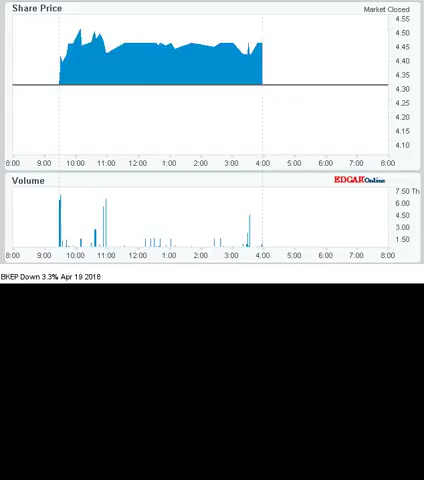 Share Price
Market Closed
4.55
4.50
4.45
4.40
4.35
4.30
4.25
4.20
4.15
4.10
8:00 9:00 10:00 11:00 12:00 1:00 2:00 3:00 4:00 5:00 6:00 7:00 8:00
Volume
EDGAR Online
7.50 Th
6.00
4.50
3.00
1.50
8:00 9:00 10:00 11:00 12:00 1:00 2:00 3:00 4:00 5:00 6:00 7:00 8:00
BKEP Down 3.3% Apr 19 2018